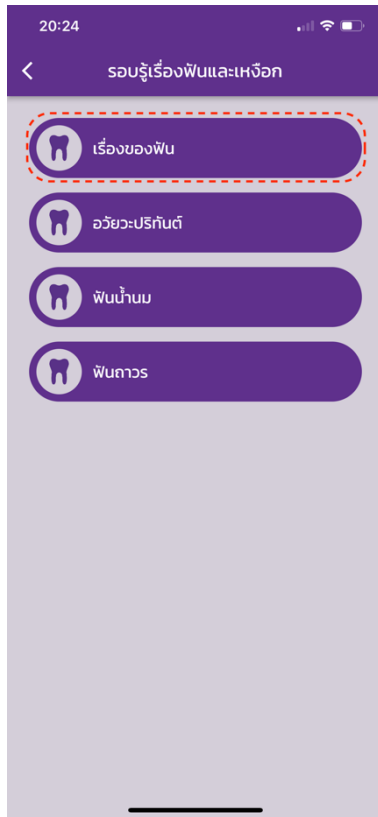 20:24
รอบรู้เรื่องฟันและเหงือก
เรื่องของฟัน
อวัยวะปริทันต์
ฟันน้ำนม
ฟันถาวร